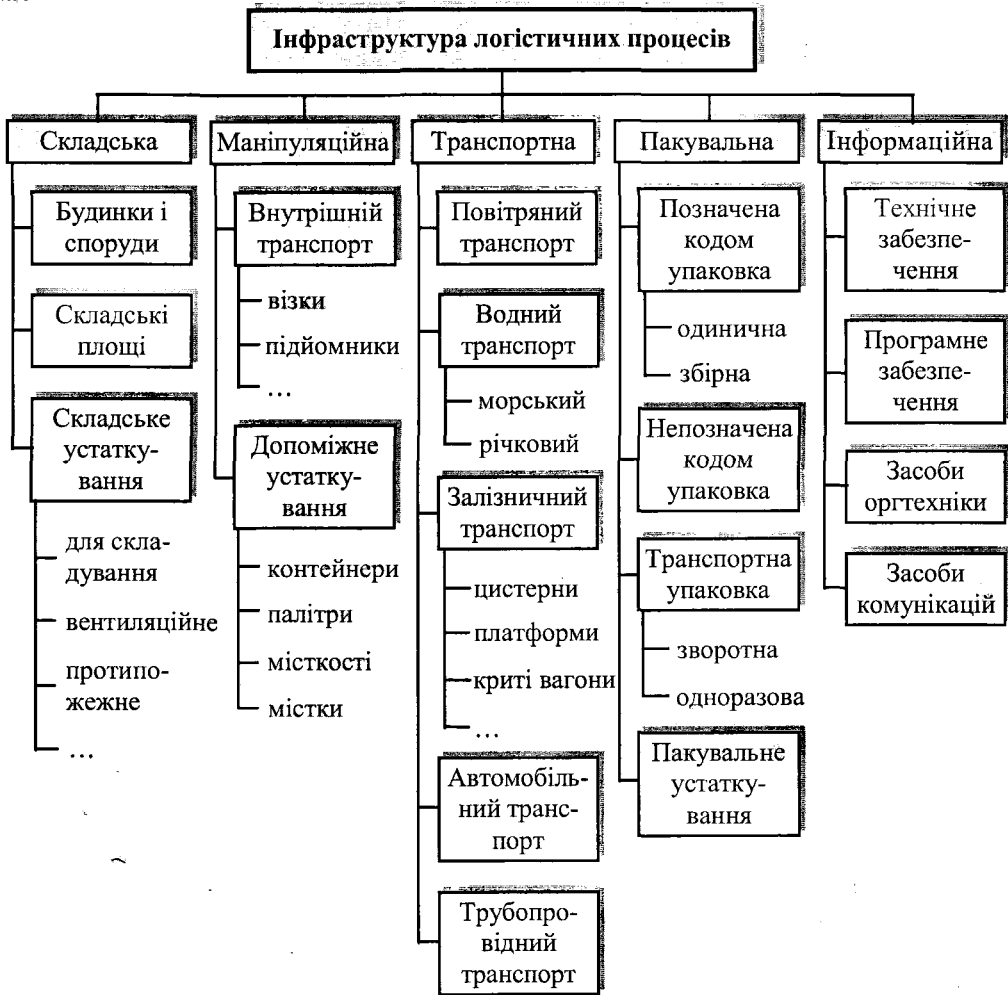 Інфраструктура логістичних процесів
Складська
Будинки і
споруди
Складські
площі
Складське
устатку-
вання
для скла-
дування
вентиляційне
протипо-
жежне
…
Маніпуляційна
Внутрішній
транспорт
візки
підйомники
…
Допоміжне
устатку-
вання
контейнери
палітри
місткості
містки
Транспортна
Повітряний
транспорт
Водний
транспорт
морський
річковий
Залізничний
транспорт
цистерни
платформи
криті вагони
…
Автомобіль-
ний транс-
порт
Трубопро-
відний
транспорт
Пакувальна
Позначена
кодом
упаковка
одинична
збірна
Непозначена
кодом
упаковка
Транспортна
упаковка
зворотна
одноразова
Пакувальне
устатку-
вання
Інформаційна
Технічне
забезпе-
чення
Програмне
забезпе-
чення
Засоби
оргтехніки
Засоби
комунікацій